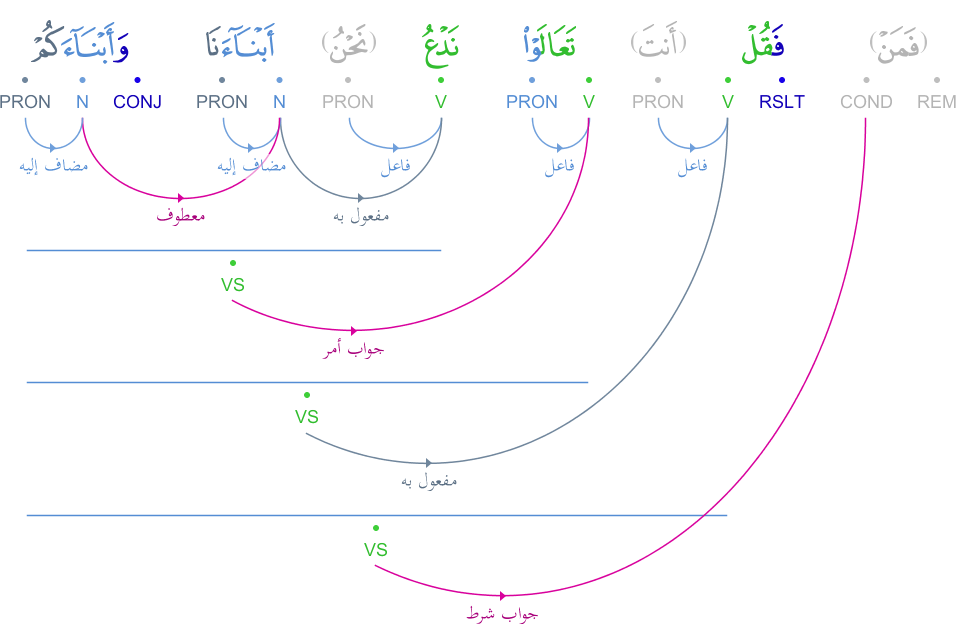 (فَمَنْ) فَقُلْ (أَنتَ) تَعَالَوْا۟ نَدْعُ (نَحْنُ) أَبْنَآءَنَا وَأَبْنَآءَكُمْ
PRON N CONJ PRON N PRON V PRON V PRON V RSLT COND REM
مضاف إليه مضاف إليه فاعل فاعل فاعل
معطوف مفعول به
VS
جواب أمر
VS
مفعول به
VS
جواب شرط